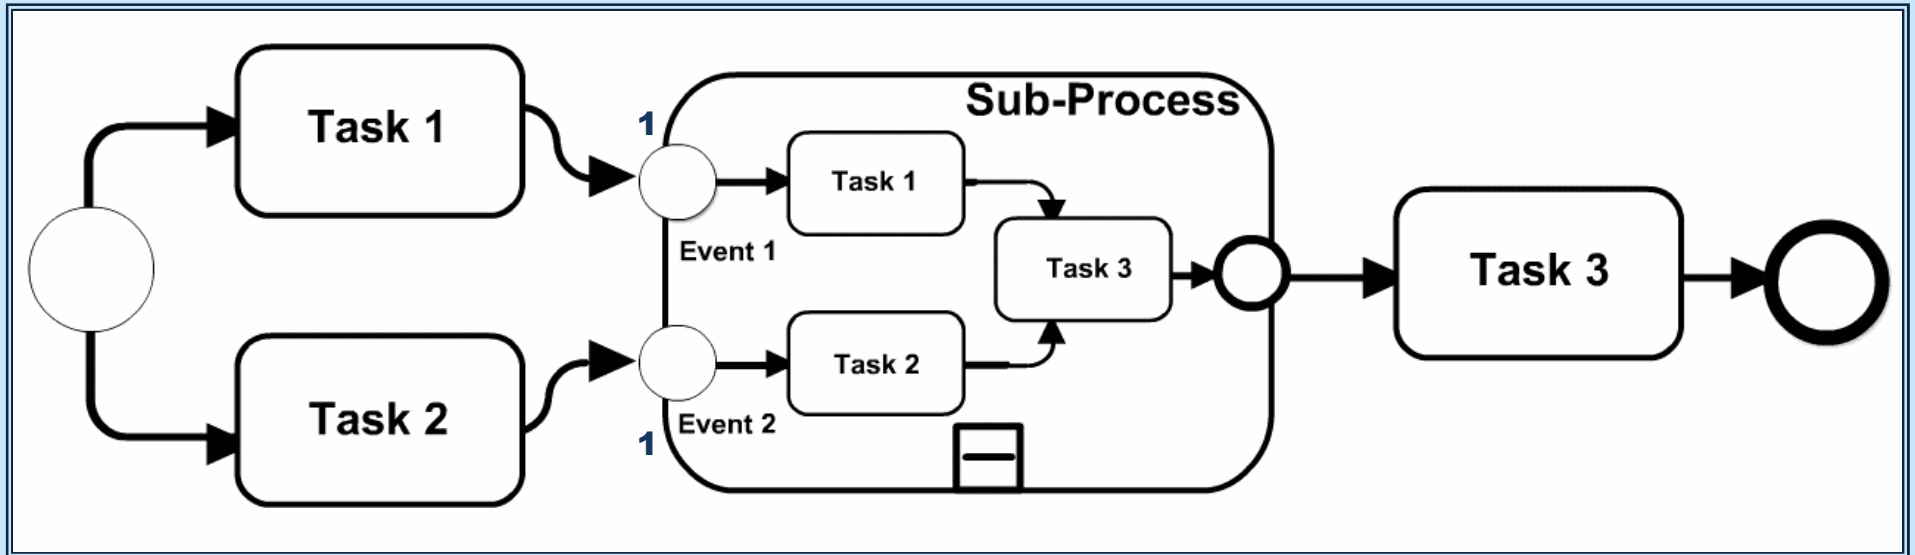 Task 1
Task 2
1
1
Sub-Process
Event 1
Task 1
Event 2
Task 2
Task 3
Task 3